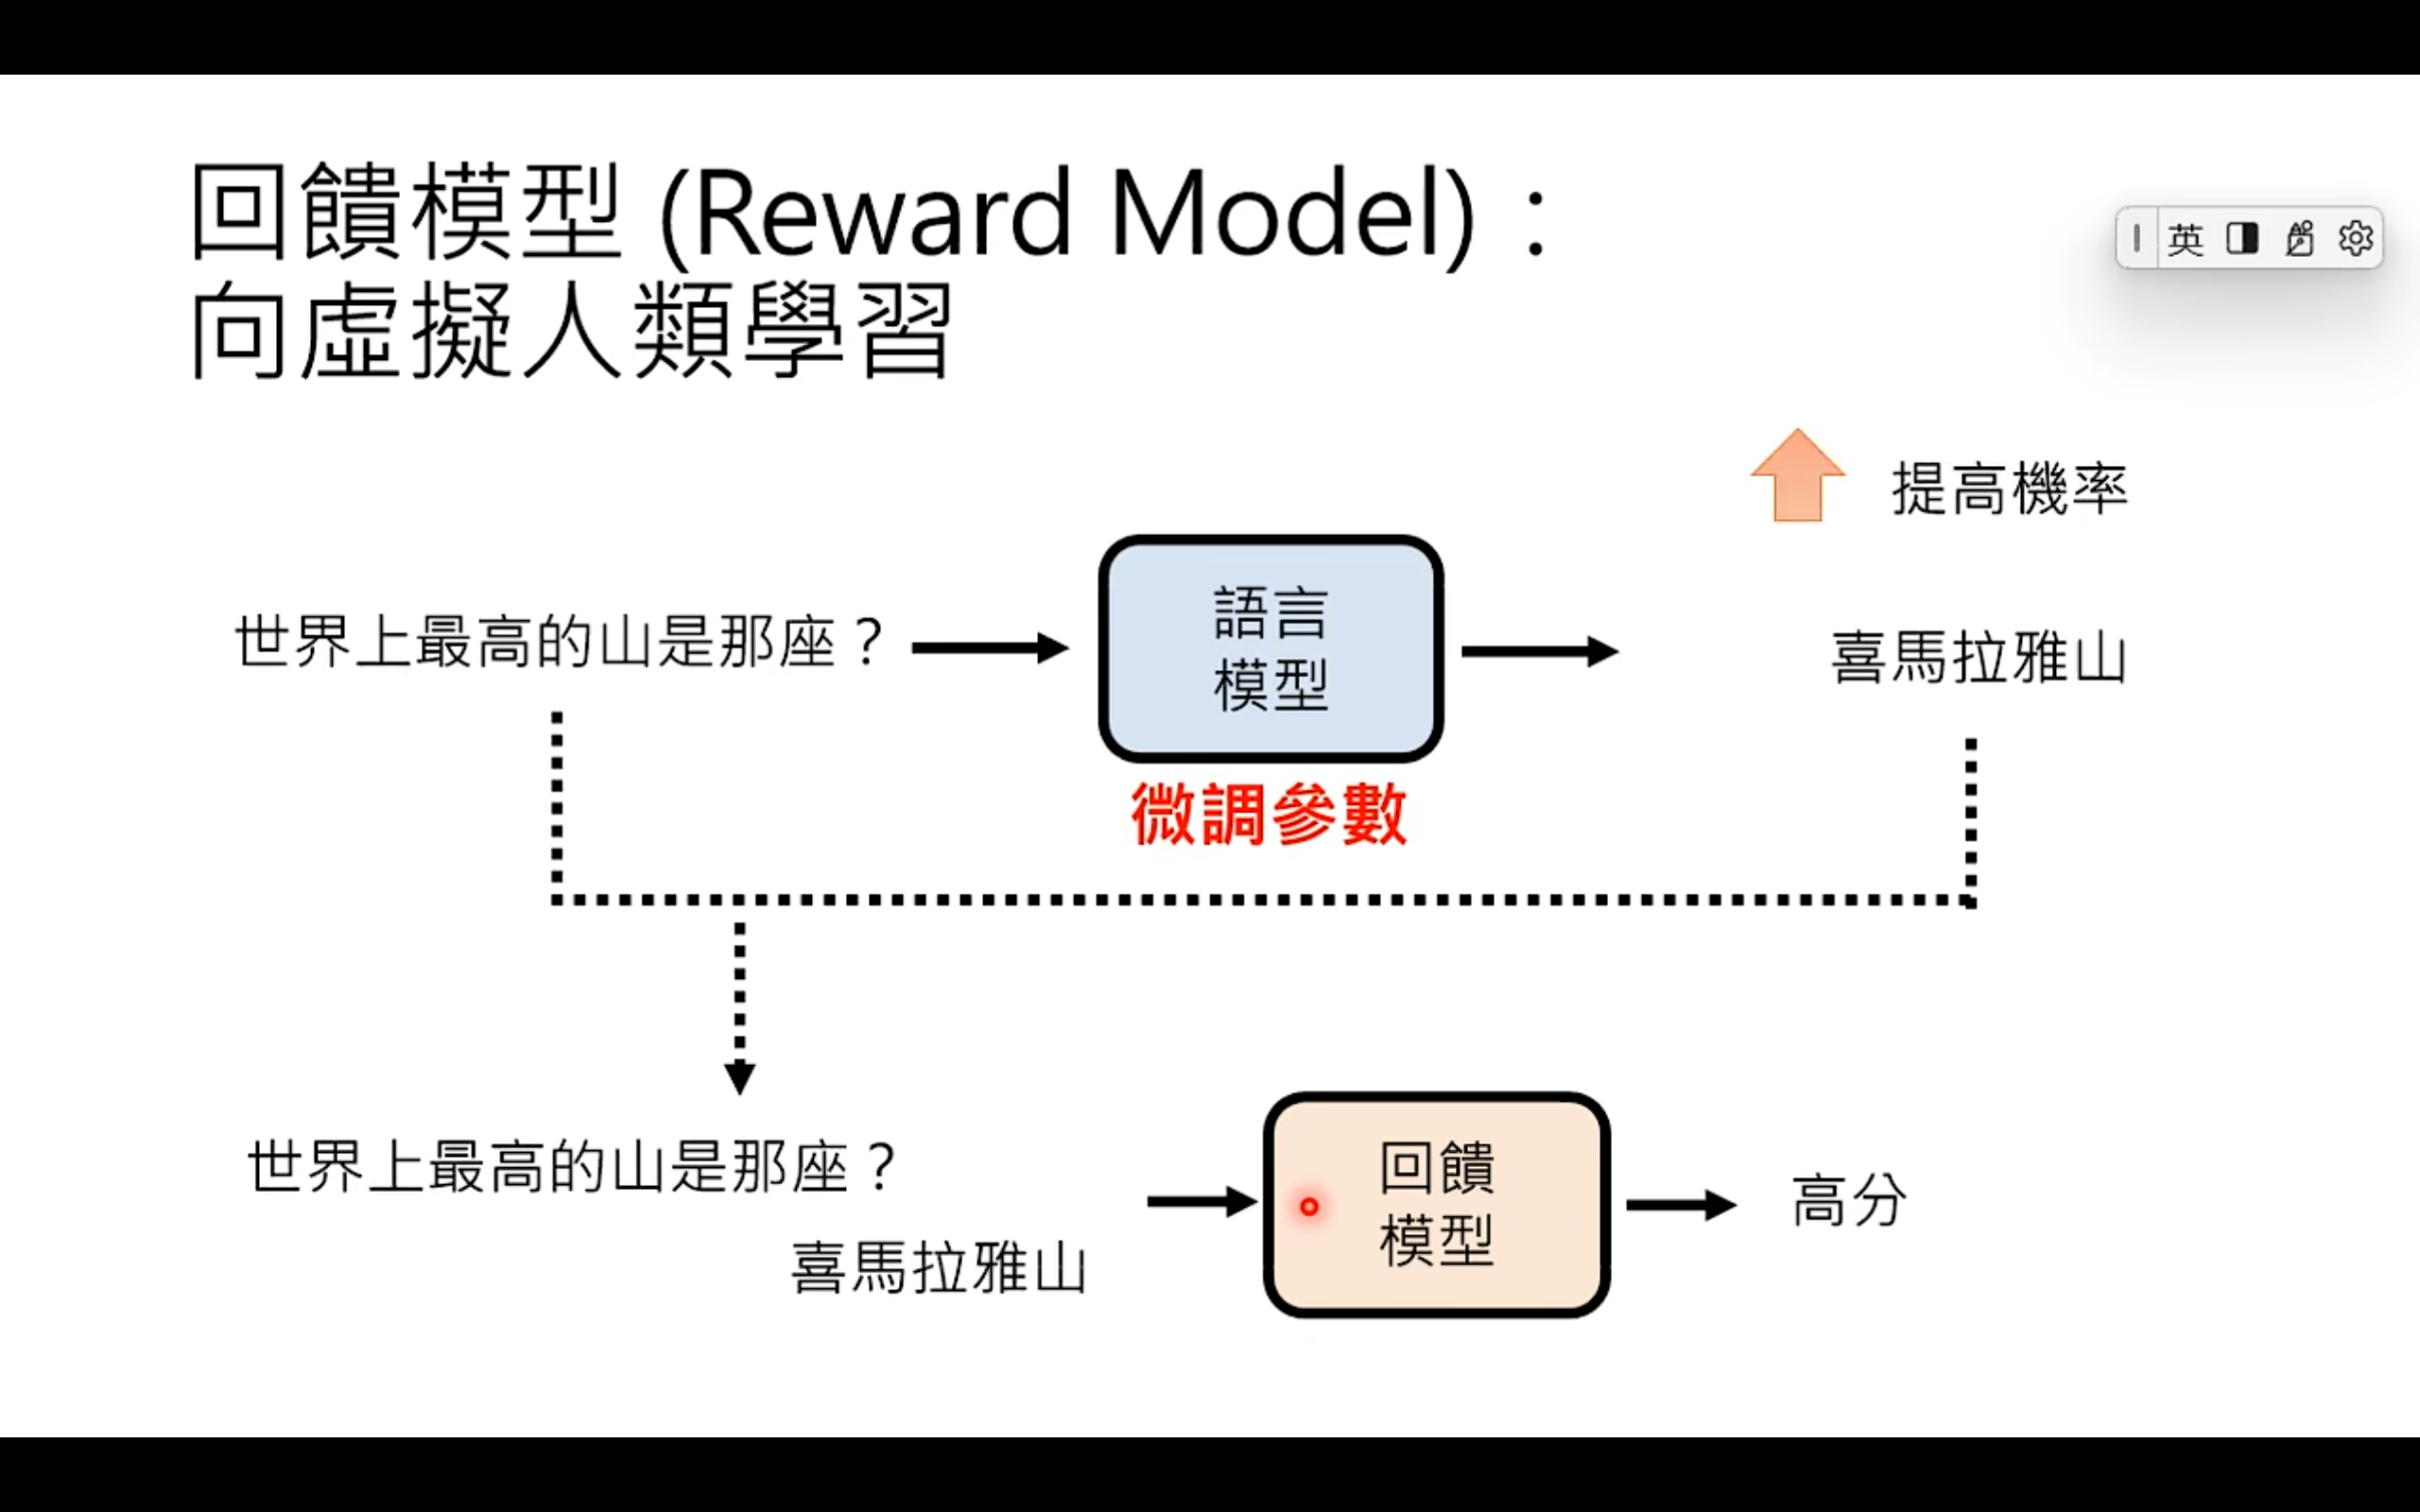 回饋模型 (Reward Model)：
向虛擬人類學習
英
提高機率
世界上最高的山是那座？
語言
模型
喜馬拉雅山
微調參數
世界上最高的山是那座？
喜馬拉雅山
回饋
模型
高分